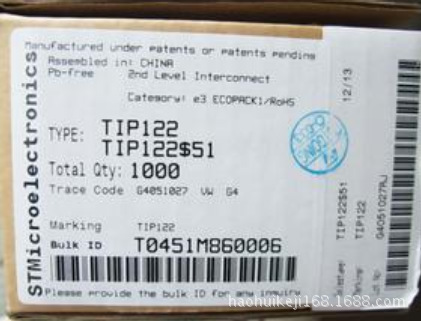 Manufactured under patents or patents pending
Assembled in: CHINA
Pb-free 2nd Level Interconnect
Category: e3 ECOPACK1/RoHS
TYPE: TIP122
TIP122$51
Total Qty: 1000
Trace Code G4051027 VW G4
Marking TIP122
Bulk ID T0451M860006
Please provide the bulk ID for any inquiry
STMicroelectronics
12/13
TIP122$51
TIP122
G4051027RJ
haohuikeji168.1688.com